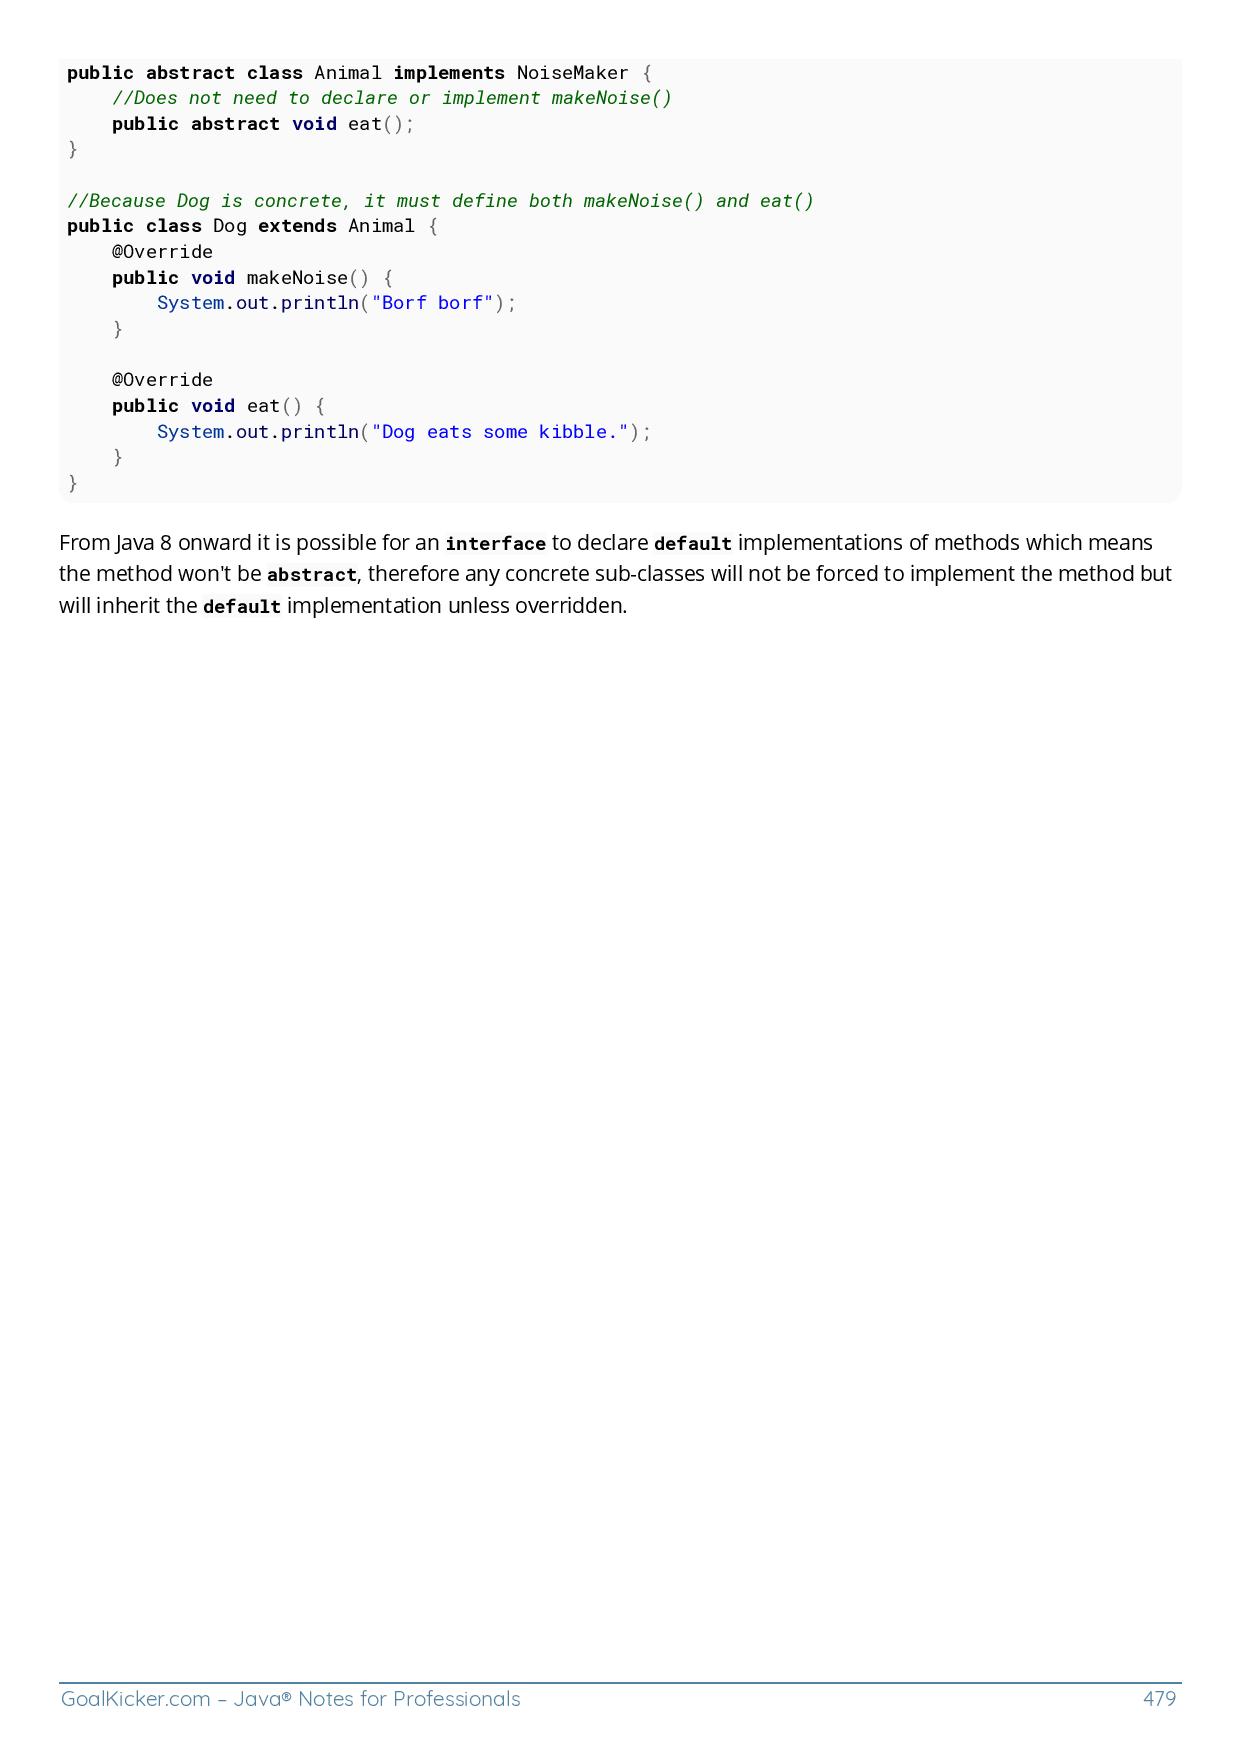 public abstract class Animal implements NoiseMaker {
    //Does not need to declare or implement makeNoise()
    public abstract void eat();
}

//Because Dog is concrete, it must define both makeNoise() and eat()
public class Dog extends Animal {
    @Override
    public void makeNoise() {
        System.out.println("Borf borf");
    }

    @Override
    public void eat() {
        System.out.println("Dog eats some kibble.");
    }
}
From Java 8 onward it is possible for an interface to declare default implementations of methods which means
the method won't be abstract, therefore any concrete sub-classes will not be forced to implement the method but
will inherit the default implementation unless overridden.
GoalKicker.com – Java® Notes for Professionals 479